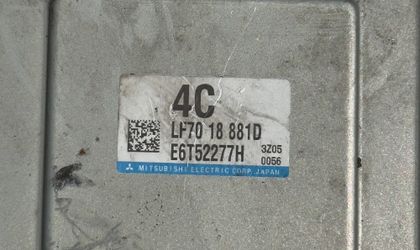 4C
LF70 18 881D
E6T52277H 3Z05
0056
MITSUBISHI ELECTRIC CORP. JAPAN